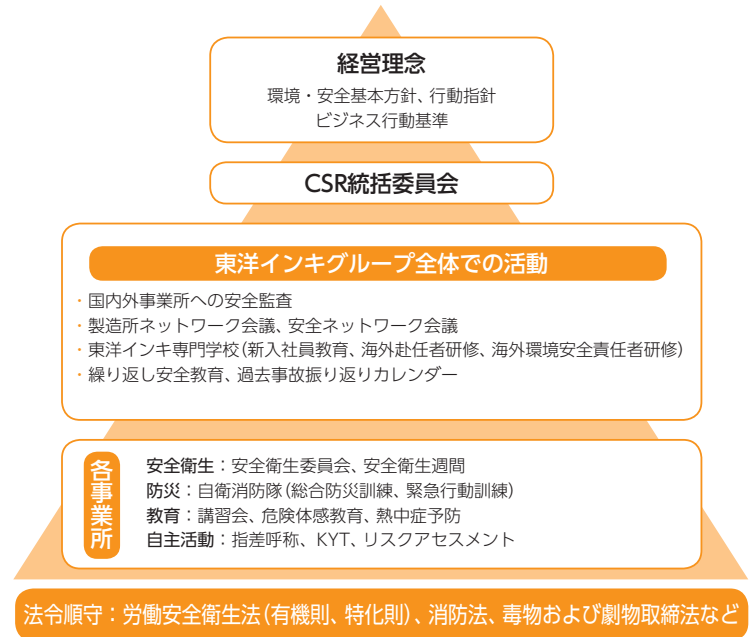 経営理念
環境・安全基本方針、行動指針
ビジネス行動基準
CSR統括委員会
東洋インキグループ全体での活動
・国内外事業所への安全監査
・製造所ネットワーク会議、安全ネットワーク会議
・東洋インキ専門学校(新入社員教育、海外赴任者研修、海外環境安全責任者研修)
・繰り返し安全教育、過去事故振り返りカレンダー
各事業所
安全衛生：安全衛生委員会、安全衛生週間
防災：自衛消防隊(総合防災訓練、緊急行動訓練)
教育：講習会、危険体感教育、熱中症予防
自主活動：指差呼称、KYT、リスクアセスメント
法令順守：労働安全衛生法(有機則、特化則)、消防法、毒物および劇物取締法など